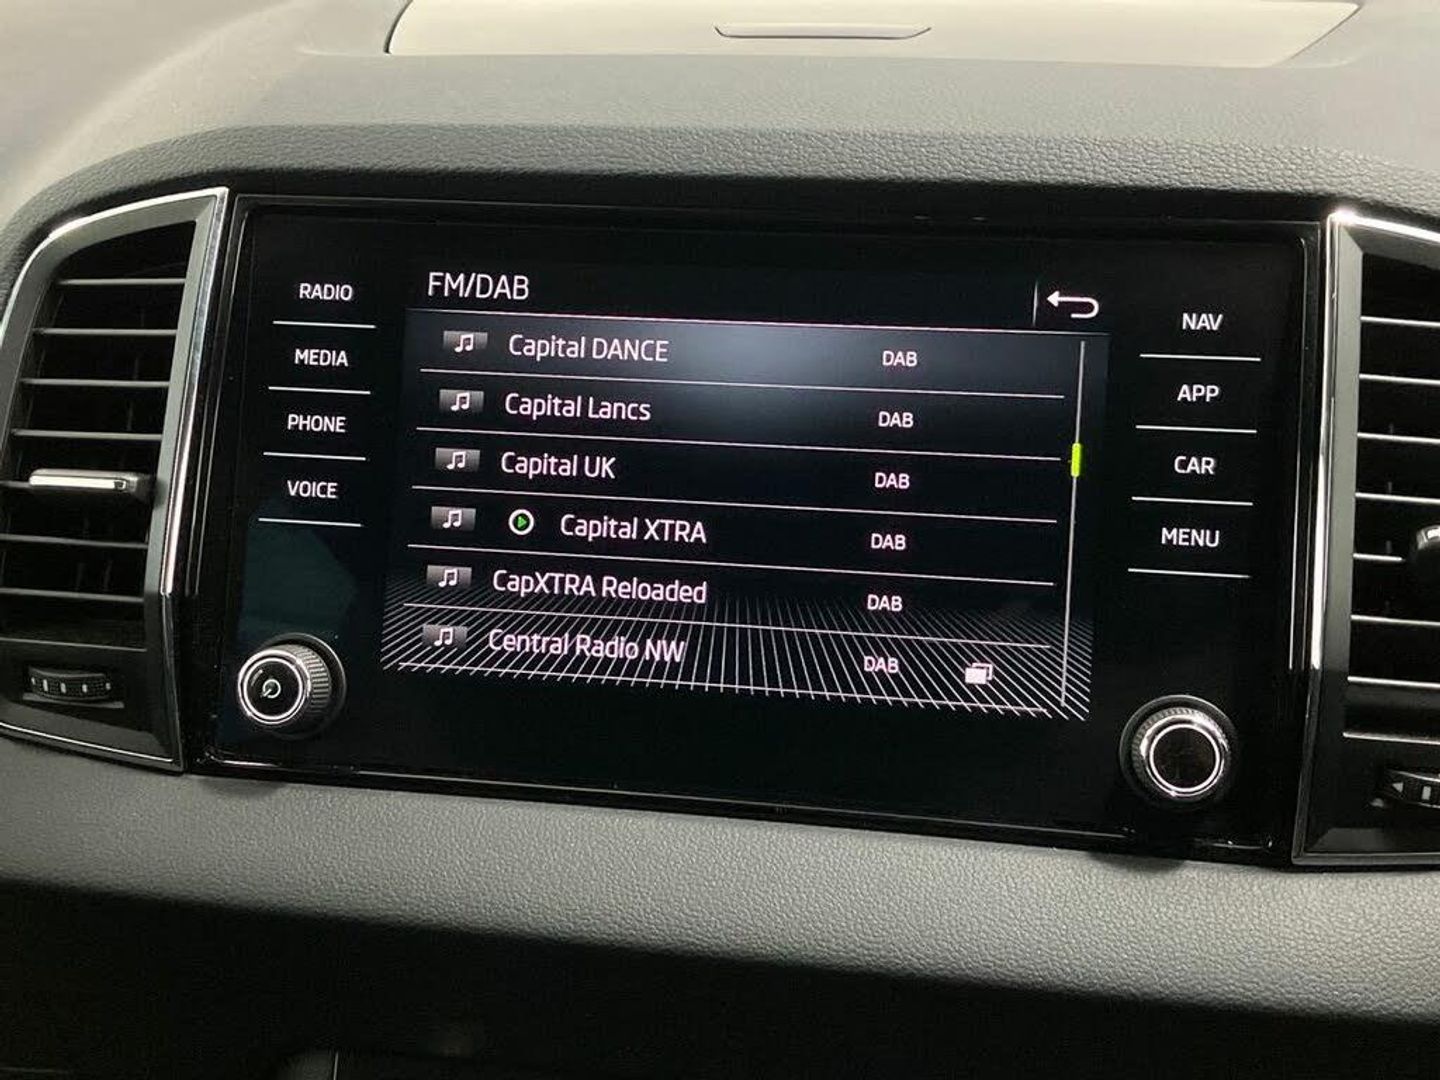 RADIO
MEDIA
PHONE
VOICE
FM/DAB
Capital DANCE DAB
Capital Lancs DAB
Capital UK DAB
Capital XTRA DAB
CapXTRA Reloaded DAB
Central Radio NW DAB
NAV
APP
CAR
MENU